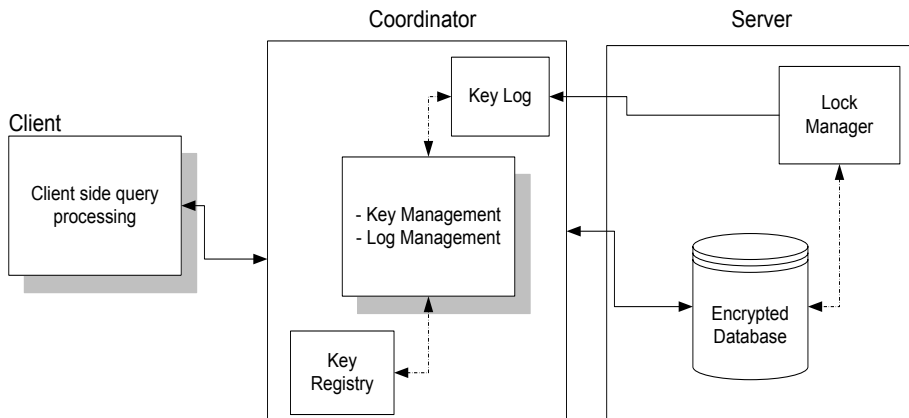 Coordinator
Server
Client
Key Log
Lock
Manager
Client side query
processing
- Key Management
- Log Management
Encrypted
Database
Key
Registry